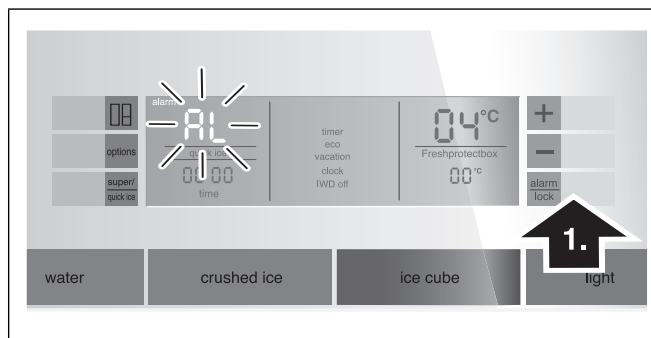 alarm
AL
quick ice
00 00
time
options
super/
quick ice
timer
eco
vacation
clock
IWD off
04°C
Freshprotectbox
00°C
+
−
alarm
lock
1.
water
crushed ice
ice cube
light